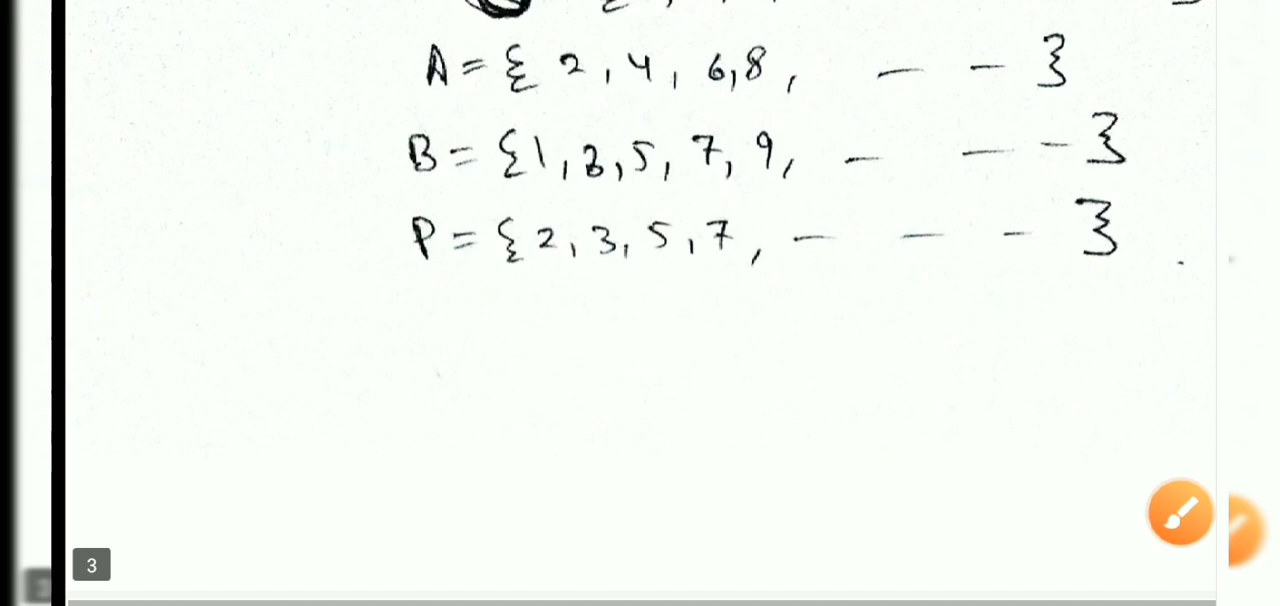 A = { 2, 4, 6, 8, — — }
B = { 1, 3, 5, 7, 9, — — — }
P = { 2, 3, 5, 7, — — — }
3